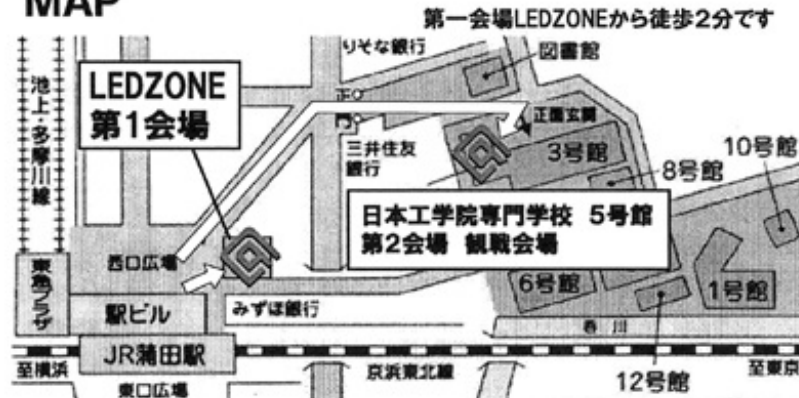 MAP
第一会場LEDZONEから徒歩2分です
りそな銀行
図書館
池上・多摩川線
LEDZONE
第1会場
正門
正面玄関
三井住友
銀行
3号館
8号館
10号館
日本工学院専門学校 5号館
第2会場 観戦会場
西口広場
東急プラザ
駅ビル
みずほ銀行
6号館
1号館
呑川
JR蒲田駅
至横浜
京浜東北線
至東京
東口広場
12号館